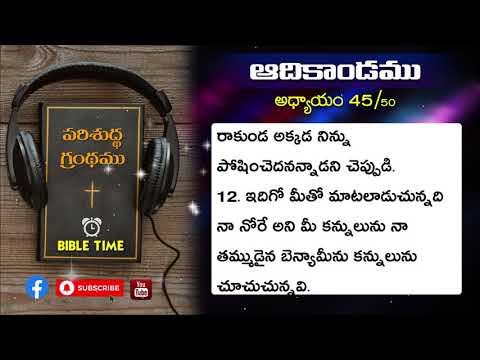 పరిశుద్ధ
గ్రంథము
BIBLE TIME
SUBSCRIBE
You
Tube
ఆదికాండము
అధ్యాయం 45/50
రాకుండ అక్కడ నిన్ను
పోషించెదనన్నాడని చెప్పుడి.
12. ఇదిగో మీతో మాటలాడుచున్నది
నా నోరే అని మీ కన్నులును నా
తమ్ముడైన బెన్యామీను కన్నులును
చూచుచున్నవి.